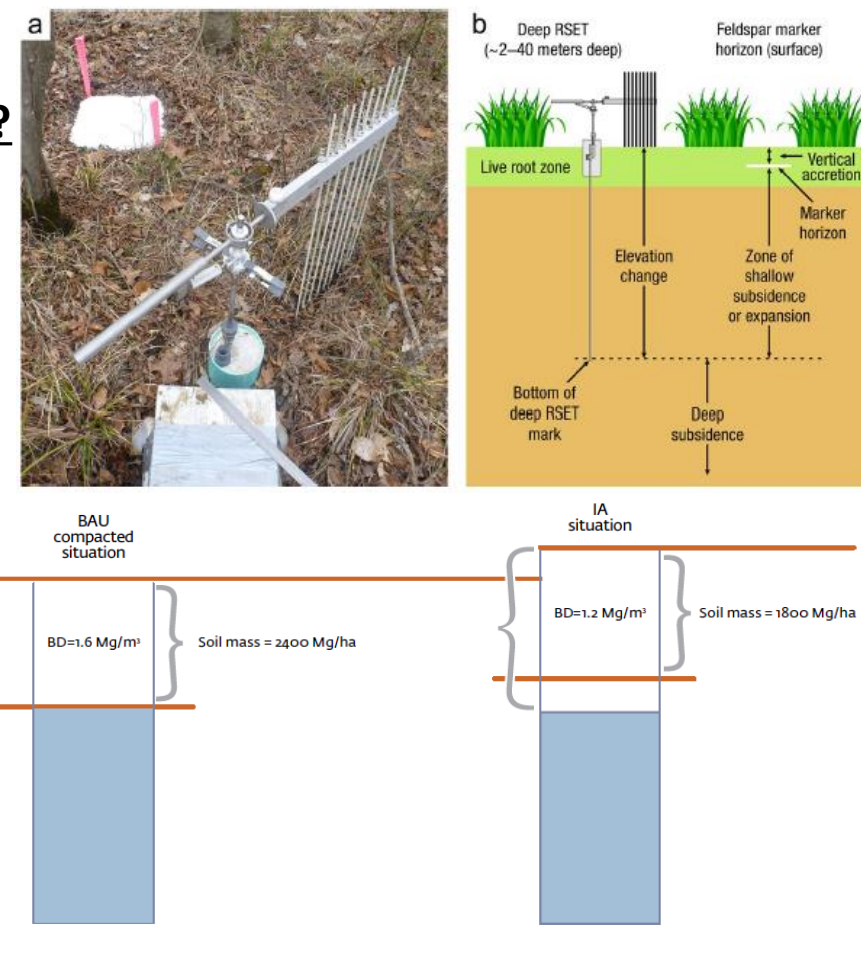 ?
a
b
Deep RSET
(~2–40 meters deep)
Feldspar marker
horizon (surface)
Live root zone
Vertical
accretion
Marker
horizon
Elevation
change
Zone of
shallow
subsidence
or expansion
Bottom of
deep RSET
mark
Deep
subsidence
BAU
compacted
situation
IA
situation
BD=1.6 Mg/m³
Soil mass = 2400 Mg/ha
BD=1.2 Mg/m³
Soil mass = 1800 Mg/ha